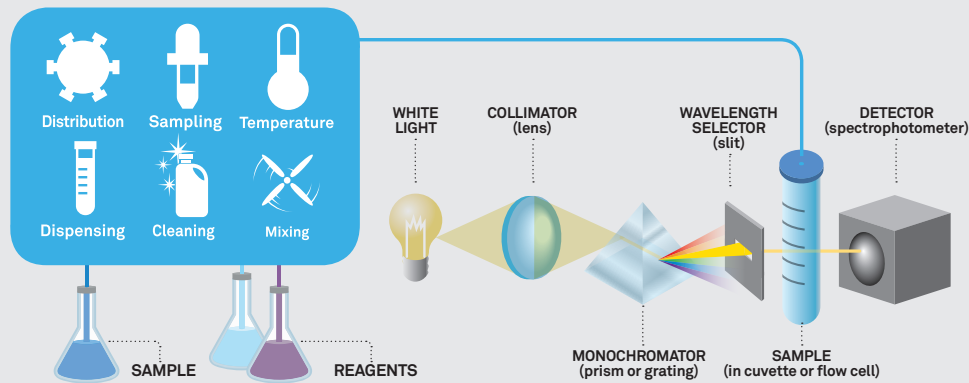 Distribution
Sampling
Temperature
Dispensing
Cleaning
Mixing
SAMPLE
REAGENTS
WHITE
LIGHT
COLLIMATOR
(lens)
MONOCHROMATOR
(prism or grating)
WAVELENGTH
SELECTOR
(slit)
SAMPLE
(in cuvette or flow cell)
DETECTOR
(spectrophotometer)